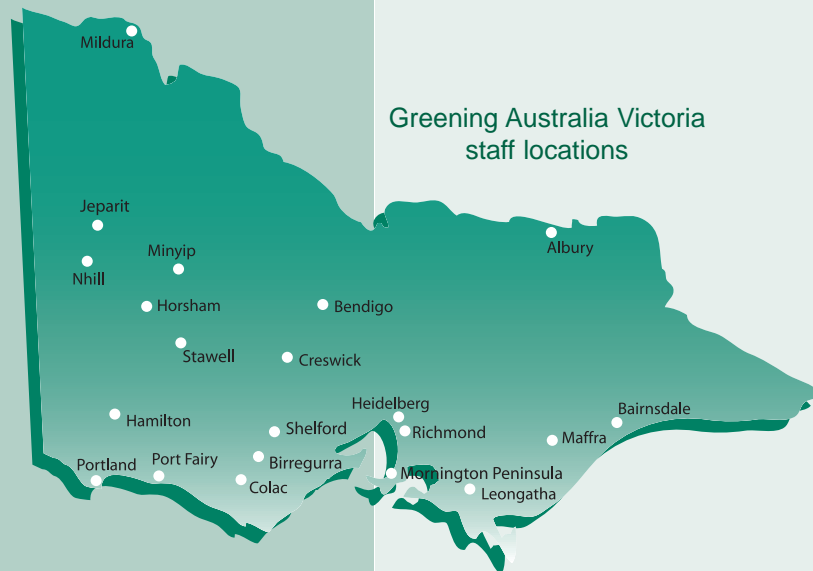 Mildura
Greening Australia Victoria
staff locations
Jeparit
Albury
Minyip
Nhill
Horsham
Bendigo
Stawell
Creswick
Heidelberg
Bairnsdale
Hamilton
Shelford
Richmond
Maffra
Portland
Port Fairy
Birregurra
Mornington Peninsula
Colac
Leongatha